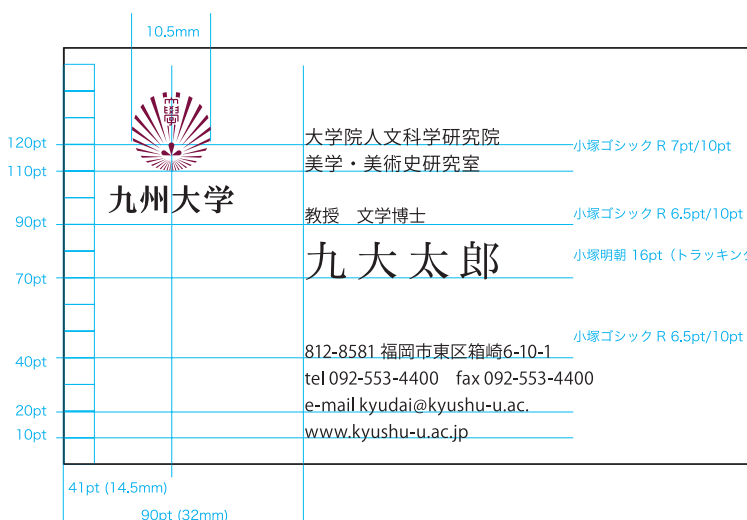 10.5mm
大学
120pt
大学院人文科学研究院
小塚ゴシック R 7pt/10pt
110pt
美学・美術史研究室
九州大学
90pt
教授　文学博士
小塚ゴシック R 6.5pt/10pt
九大太郎
小塚明朝 16pt（トラッキング
70pt
小塚ゴシック R 6.5pt/10pt
40pt
812-8581 福岡市東区箱崎6-10-1
tel 092-553-4400　fax 092-553-4400
20pt
e-mail kyudai@kyushu-u.ac.
10pt
www.kyushu-u.ac.jp
41pt (14.5mm)
90pt (32mm)